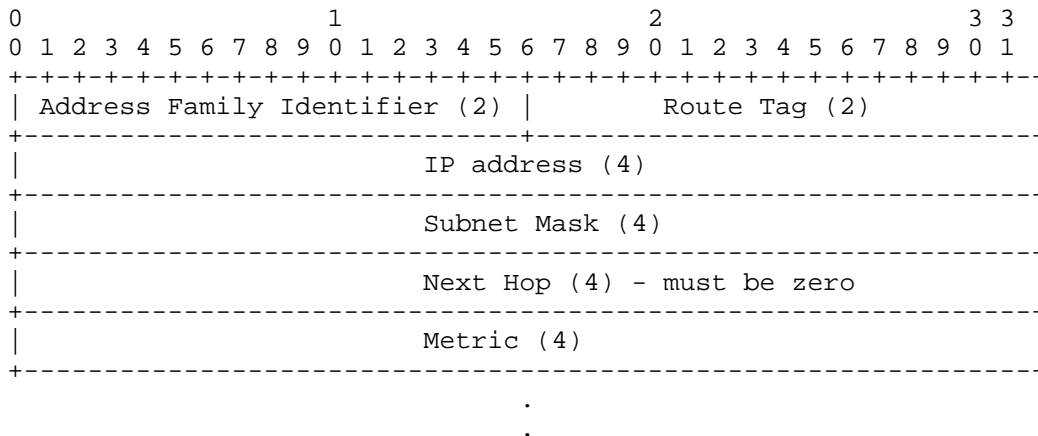 0                   1                   2                   3 3
0 1 2 3 4 5 6 7 8 9 0 1 2 3 4 5 6 7 8 9 0 1 2 3 4 5 6 7 8 9 0 1
+-+-+-+-+-+-+-+-+-+-+-+-+-+-+-+-+-+-+-+-+-+-+-+-+-+-+-+-+-+-+-+--
| Address Family Identifier (2) |        Route Tag (2)
+-------------------------------+--------------------------------
|                         IP address (4)
+----------------------------------------------------------------
|                         Subnet Mask (4)
+----------------------------------------------------------------
|                         Next Hop (4) - must be zero
+----------------------------------------------------------------
|                         Metric (4)
+----------------------------------------------------------------
                                .
                                .